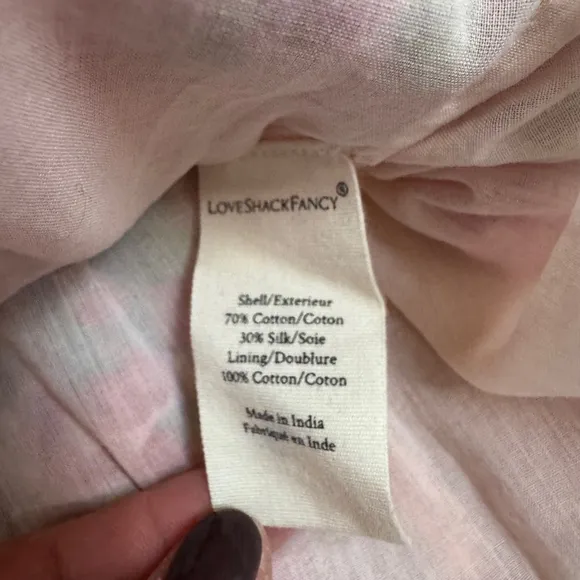 LOVESHACKFANCY®
Shell/Exterieur
70% Cotton/Coton
30% Silk/Soie
Lining/Doublure
100% Cotton/Coton
Made in India
Fabriqué en Inde